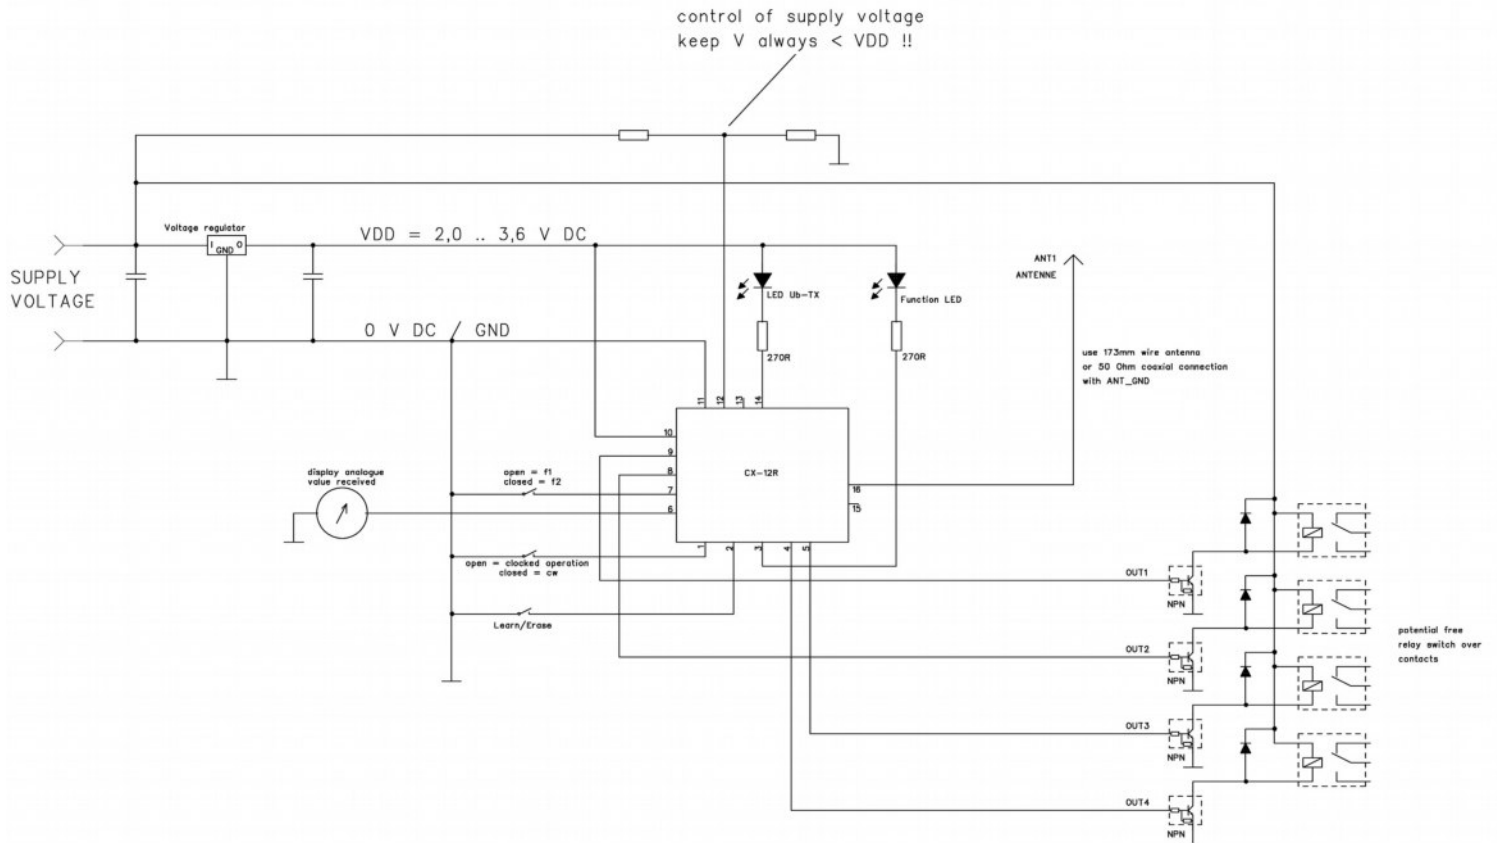 control of supply voltage
keep V always < VDD !!
Voltage regulator
I GND O
VDD = 2,0 .. 3,6 V DC
SUPPLY
VOLTAGE
0 V DC / GND
LED Ub-TX
270R
Function LED
270R
ANT1
ANTENNE
use 173mm wire antenna
or 50 Ohm coaxial connection
with ANT_GND
11
12
13
14
10
9
8
7
6
CX-12R
16
15
1
2
3
4
5
display analogue
value received
open = f1
closed = f2
open = clocked operation
closed = cw
Learn/Erase
OUT1
NPN
OUT2
NPN
OUT3
NPN
OUT4
NPN
potential free
relay switch over
contacts